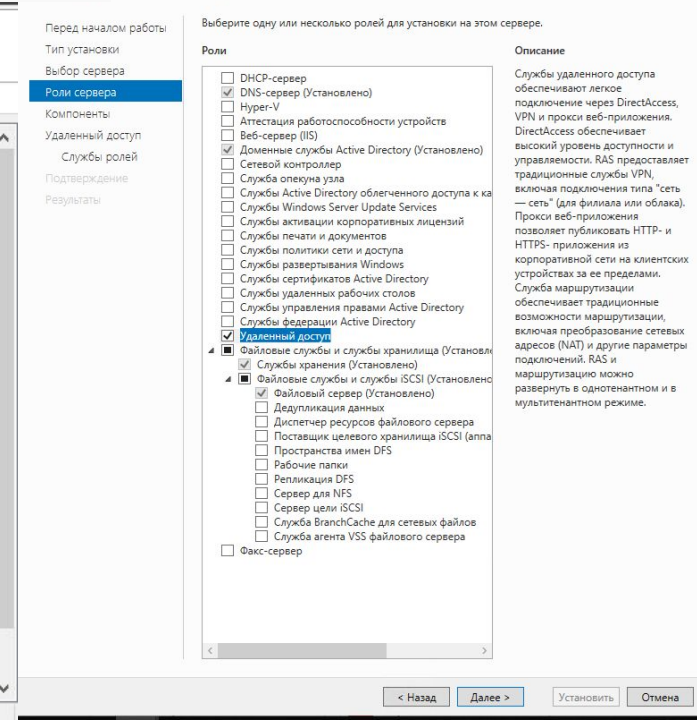 Перед началом работы
Тип установки
Выбор сервера
Роли сервера
Компоненты
Удаленный доступ
Службы ролей
Подтверждение
Результаты
Выберите одну или несколько ролей для установки на этом сервере.
Роли
DHCP-сервер
DNS-сервер (Установлено)
Hyper-V
Аттестация работоспособности устройств
Веб-сервер (IIS)
Доменные службы Active Directory (Установлено)
Сетевой контроллер
Служба опекуна узла
Службы Active Directory облегченного доступа к ка
Службы Windows Server Update Services
Службы активации корпоративных лицензий
Службы печати и документов
Службы политики сети и доступа
Службы развертывания Windows
Службы сертификатов Active Directory
Службы удаленных рабочих столов
Службы управления правами Active Directory
Службы федерации Active Directory
Удаленный доступ
Файловые службы и службы хранилища (Установле
Службы хранения (Установлено)
Файловые службы и службы iSCSI (Установлено
Файловый сервер (Установлено)
Дедупликация данных
Диспетчер ресурсов файлового сервера
Поставщик целевого хранилища iSCSI (аппа
Пространства имен DFS
Рабочие папки
Репликация DFS
Сервер для NFS
Сервер цели iSCSI
Служба BranchCache для сетевых файлов
Служба агента VSS файлового сервера
Факс-сервер
Описание
Службы удаленного доступа
обеспечивают легкое
подключение через DirectAccess,
VPN и прокси веб-приложения.
DirectAccess обеспечивает
высокий уровень доступности и
управляемости. RAS предоставляет
традиционные службы VPN,
включая подключения типа "сеть
— сеть" (для филиала или облака).
Прокси веб-приложения
позволяет публиковать HTTP- и
HTTPS- приложения из
корпоративной сети на клиентских
устройствах за ее пределами.
Служба маршрутизации
обеспечивает традиционные
возможности маршрутизации,
включая преобразование сетевых
адресов (NAT) и другие параметры
подключений. RAS и
маршрутизацию можно
развернуть в однотенантном и в
мультитенантном режиме.
< Назад
Далее >
Установить
Отмена